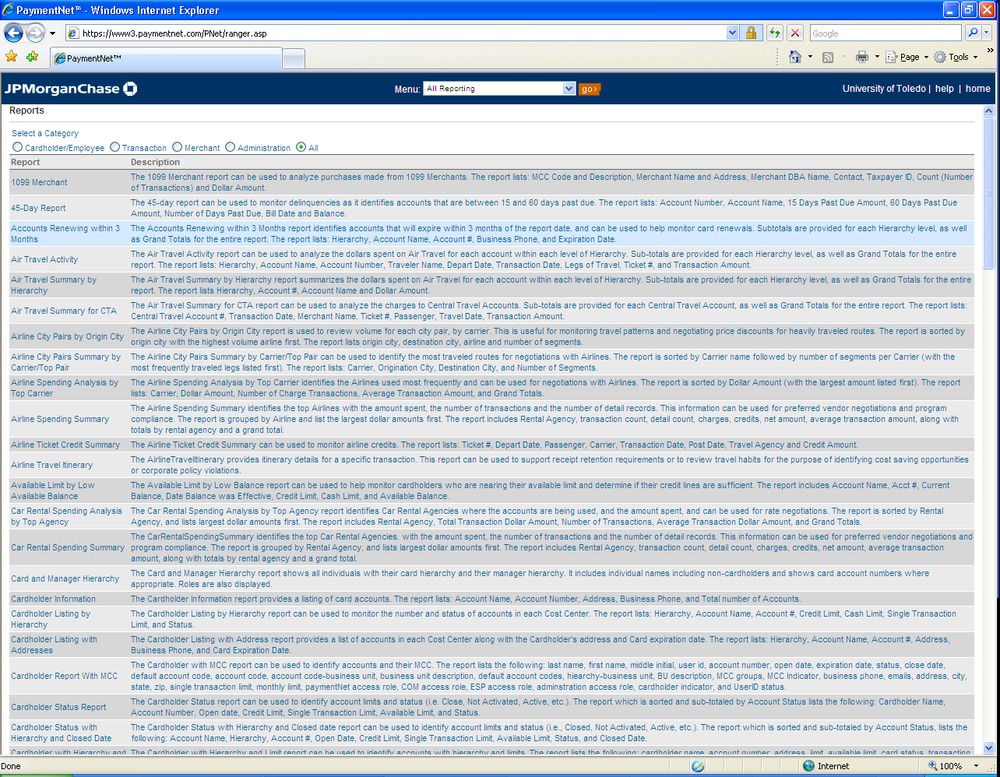 PaymentNet™ - Windows Internet Explorer
https://www3.paymentnet.com/PNet/ranger.asp
Google
PaymentNet™
Page
Tools
»
JPMorganChase
Menu: All Reporting go›
University of Toledo | help | home
Reports
Select a Category
Cardholder/Employee Transaction Merchant Administration All
Report Description
1099 Merchant
The 1099 Merchant report can be used to analyze purchases made from 1099 Merchants. The report lists: MCC Code and Description, Merchant Name and Address, Merchant DBA Name, Contact, Taxpayer ID, Count (Number
of Transactions) and Dollar Amount.
45-Day Report
The 45-day report can be used to monitor delinquencies as it identifies accounts that are between 15 and 60 days past due. The report lists: Account Number, Account Name, 15 Days Past Due Amount, 60 Days Past Due
Amount, Number of Days Past Due, Bill Date and Balance.
Accounts Renewing within 3
Months
The Accounts Renewing within 3 Months report identifies accounts that will expire within 3 months of the report date, and can be used to help monitor card renewals. Subtotals are provided for each Hierarchy level, as well
as Grand Totals for the entire report. The report lists: Hierarchy, Account Name, Account #, Business Phone, and Expiration Date.
Air Travel Activity
The Air Travel Activity report can be used to analyze the dollars spent on Air Travel for each account within each level of Hierarchy. Sub-totals are provided for each Hierarchy level, as well as Grand Totals for the entire
report. The report lists: Hierarchy, Account Name, Account Number, Traveler Name, Depart Date, Transaction Date, Legs of Travel, Ticket #, and Transaction Amount.
Air Travel Summary by
Hierarchy
The Air Travel Summary by Hierarchy report summarizes the dollars spent on Air Travel for each account within each level of Hierarchy. Sub-totals are provided for each Hierarchy level, as well as Grand Totals for the entire
report. The report lists Hierarchy, Account #, Account Name and Dollar Amount.
Air Travel Summary for CTA
The Air Travel Summary for CTA report can be used to analyze the charges to Central Travel Accounts. Sub-totals are provided for each Central Travel Account, as well as Grand Totals for the entire report. The report lists:
Central Travel Account #, Transaction Date, Merchant Name, Ticket #, Passenger, Travel Date, Transaction Amount.
Airline City Pairs by Origin City
The Airline City Pairs by Origin City report is used to review volume for each city pair, by carrier. This is useful for monitoring travel patterns and negotiating price discounts for heavily traveled routes. The report is sorted by
origin city with the highest volume airline first. The report lists origin city, destination city, airline and number of segments.
Airline City Pairs Summary by
Carrier/Top Pair
The Airline City Pairs Summary by Carrier/Top Pair can be used to identify the most traveled routes for negotiations with Airlines. The report is sorted by Carrier name followed by number of segments per Carrier (with the
most frequently traveled legs listed first). The report lists: Carrier, Origination City, Destination City, and Number of Segments.
Airline Spending Analysis by
Top Carrier
The Airline Spending Analysis by Top Carrier identifies the Airlines used most frequently and can be used for negotiations with Airlines. The report is sorted by Dollar Amount (with the largest amount listed first). The report
lists: Carrier, Dollar Amount, Number of Charge Transactions, Average Transaction Amount, and Grand Totals.
Airline Spending Summary
The Airline Spending Summary identifies the top Airlines with the amount spent, the number of transactions and the number of detail records. This information can be used for preferred vendor negotiations and program
compliance. The report is grouped by Airline and list the largest dollar amounts first. The report includes Rental Agency, transaction count, detail count, charges, credits, net amount, average transaction amount, along with
totals by rental agency and a grand total.
Airline Ticket Credit Summary
The Airline Ticket Credit Summary can be used to monitor airline credits. The report lists: Ticket #, Depart Date, Passenger, Carrier, Transaction Date, Post Date, Travel Agency and Credit Amount.
Airline Travel Itinerary
The AirlineTravelItinerary provides itinerary details for a specific transaction. This report can be used to support receipt retention requirements or to review travel habits for the purpose of identifying cost saving opportunities
or corporate policy violations.
Available Limit by Low
Available Balance
The Available Limit by Low Balance report can be used to help monitor cardholders who are nearing their available limit and determine if their credit lines are sufficient. The report includes Account Name, Acct #, Current
Balance, Date Balance was Effective, Credit Limit, Cash Limit, and Available Balance.
Car Rental Spending Analysis
by Top Agency
The Car Rental Spending Analysis by Top Agency report identifies Car Rental Agencies where the accounts are being used, and the amount spent, and can be used for rate negotiations. The report is sorted by Rental
Agency, and lists largest dollar amounts first. The report includes Rental Agency, Total Transaction Dollar Amount, Number of Transactions, Average Transaction Dollar Amount, and Grand Totals.
Car Rental Spending Summary
The CarRentalSpendingSummary identifies the top Car Rental Agencies. with the amount spent, the number of transactions and the number of detail records. This information can be used for preferred vendor negotiations and
program compliance. The report is grouped by Rental Agency, and lists largest dollar amounts first. The report includes Rental Agency, transaction count, detail count, charges, credits, net amount, average transaction
amount, along with totals by rental agency and a grand total.
Card and Manager Hierarchy
The Card and Manager Hierarchy report shows all individuals with their card hierarchy and their manager hierarchy. It includes individual names including non-cardholders and shows card account numbers where
appropriate. Roles are also displayed.
Cardholder Information
The Cardholder Information report provides a listing of card accounts. The report lists: Account Name, Account Number, Address, Business Phone, and Total number of Accounts.
Cardholder Listing by
Hierarchy
The Cardholder Listing by Hierarchy report can be used to monitor the number and status of accounts in each Cost Center. The report lists: Hierarchy, Account Name, Account #, Credit Limit, Cash Limit, Single Transaction
Limit, and Status.
Cardholder Listing with
Addresses
The Cardholder Listing with Address report provides a list of accounts in each Cost Center along with the Cardholder's address and Card expiration date. The report lists: Hierarchy, Account Name, Account #, Address,
Business Phone, and Card Expiration Date.
Cardholder Report With MCC
The Cardholder with MCC report can be used to identify accounts and their MCC. The report lists the following: last name, first name, middle initial, user id, account number, open date, expiration date, status, close date,
default account code, account code, account code-business unit, business unit description, default account codes, hiearchy-business unit, BU description, MCC groups, MCC Indicator, business phone, emails, address, city,
state, zip, single transaction limit, monthly limit, paymentNet access role, COM access role, ESP access role, adminstration access role, cardholder indicator, and UserID status.
Cardholder Status Report
The Cardholder Status report can be used to identify account limits and status (i.e. Close, Not Activated, Active, etc.). The report which is sorted and sub-totaled by Account Status lists the following: Cardholder Name,
Account Number, Open date, Credit Limit, Single Transaction Limit, Available Limit, and Status.
Cardholder Status with
Hierarchy and Closed Date
The Cardholder Status with Hierarchy and Closed date report can be used to identify account limits and status (i.e., Closed, Not Activated, Active, etc.). The report which is sorted and sub-totaled by Account Status, lists the
following: Account Name, Hierarchy, Account #, Open Date, Credit Limit, Single Transaction Limit, Available Limit, Status, and Closed Date.
Cardholder with Hierarchy and
The Cardholder with Hierarchy and Limit report can be used to identify accounts with hierarchy and limits. The report lists the following: cardholder name, account number, address, limit, available limit, card status, transaction
Done
Internet
100%